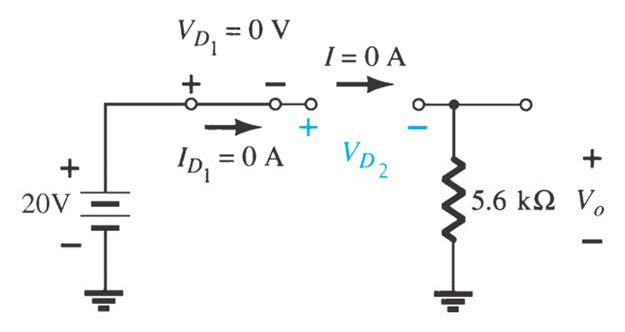 V_{D_1} = 0 V
I = 0 A
+ −
+ −
I_{D_1} = 0 A
V_{D_2}
+
20V
−
5.6 kΩ
+
V_o
−